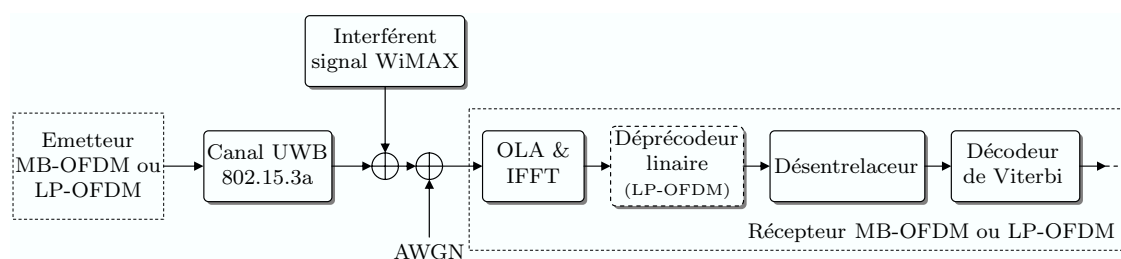 Interférent
signal WiMAX
Emetteur
MB-OFDM ou
LP-OFDM
Canal UWB
802.15.3a
AWGN
OLA &
IFFT
Déprécodeur
linaire
(LP-OFDM)
Désentrelaceur
Décodeur
de Viterbi
Récepteur MB-OFDM ou LP-OFDM